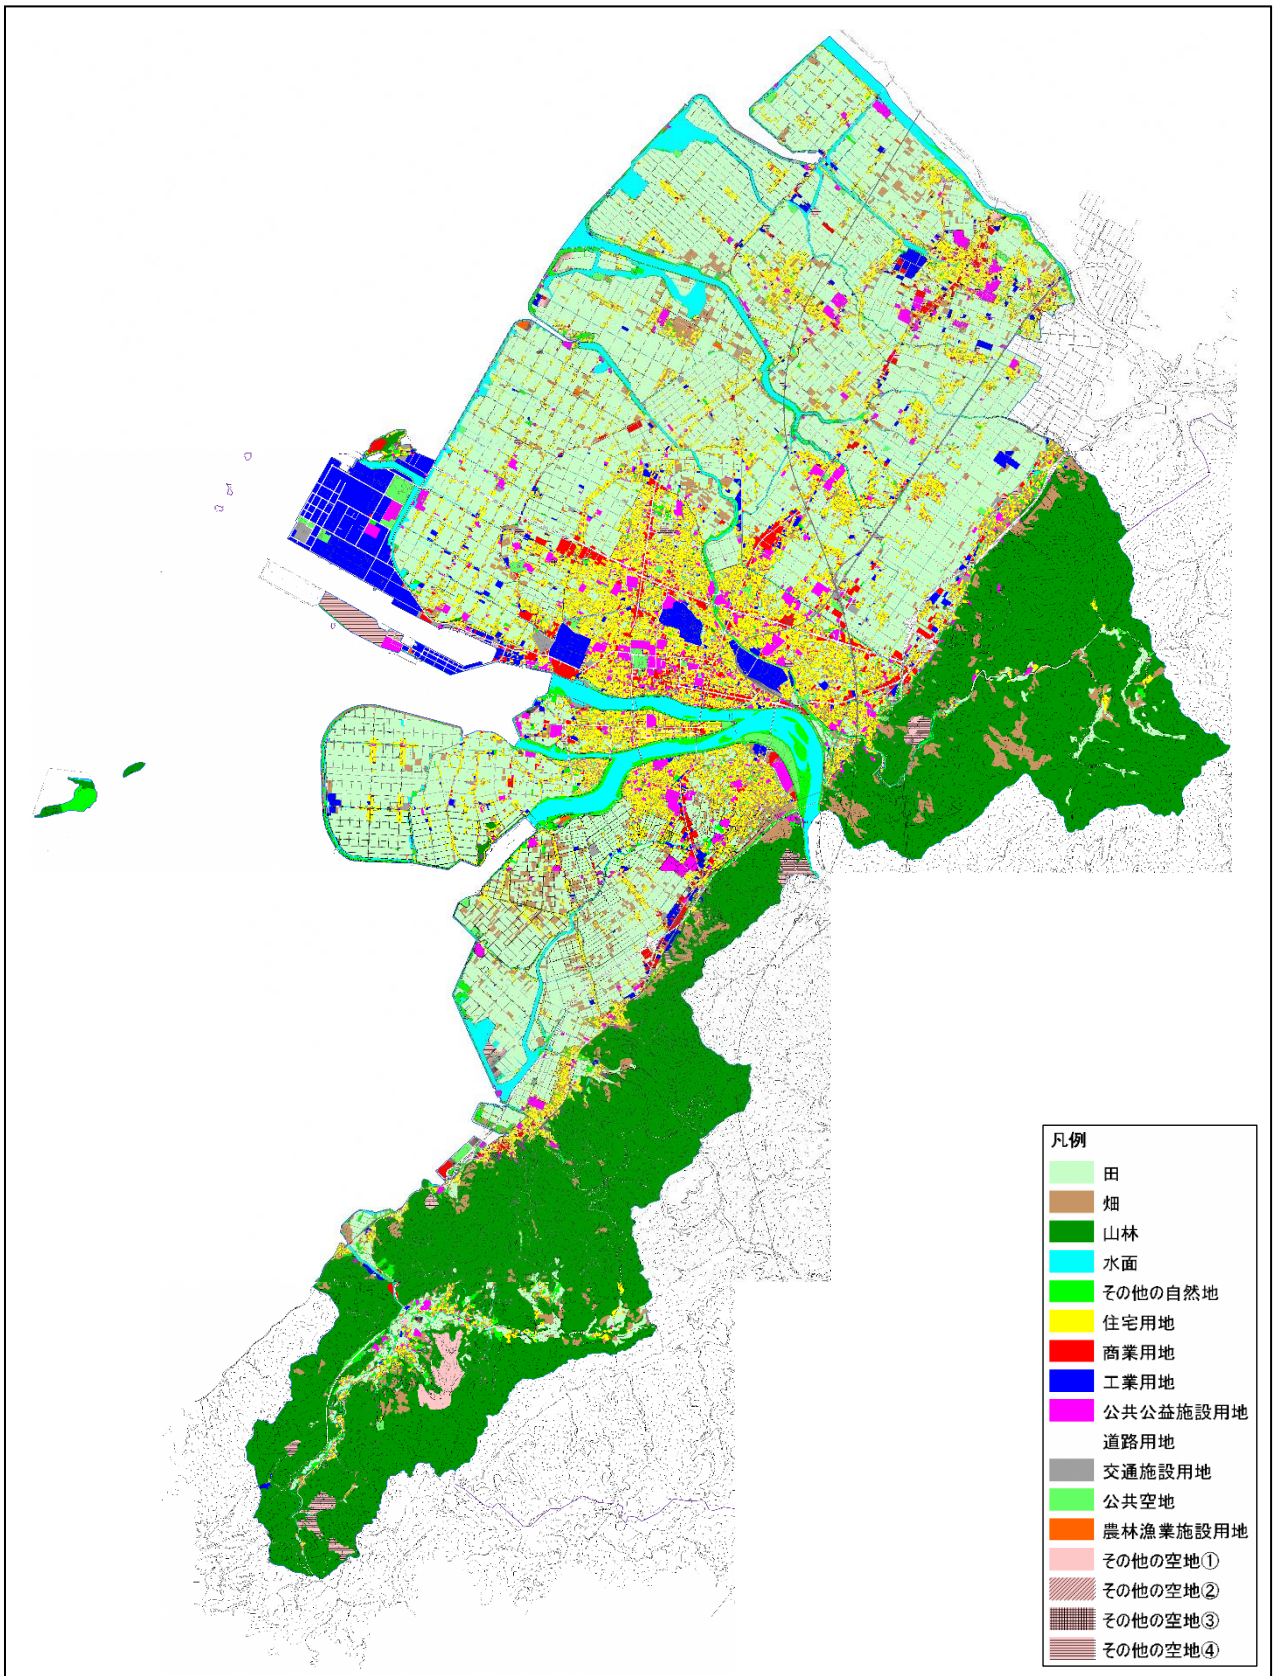 凡例
田
畑
山林
水面
その他の自然地
住宅用地
商業用地
工業用地
公共公益施設用地
道路用地
交通施設用地
公共空地
農林漁業施設用地
その他の空地①
その他の空地②
その他の空地③
その他の空地④